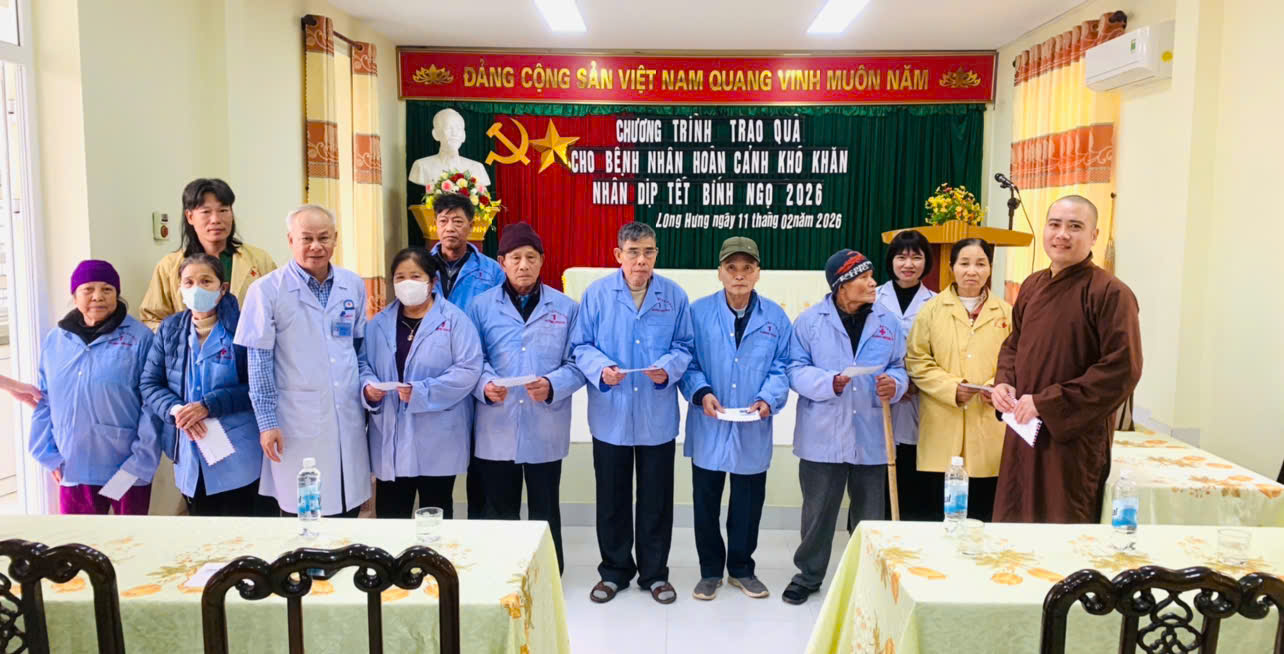 ĐẢNG CỘNG SẢN VIỆT NAM QUANG VINH MUÔN NĂM
CHƯƠNG TRÌNH TRAO QUÀ
CHO BỆNH NHÂN HOÀN CẢNH KHÓ KHĂN
NHÂN DỊP TẾT BÍNH NGỌ 2026
LONG HƯNG NGÀY 11 THÁNG 02 NĂM 2026